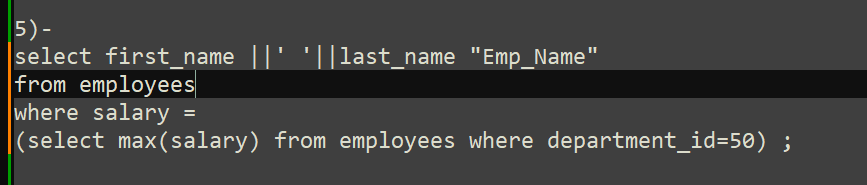 5)-
select first_name ||' '||last_name "Emp_Name"
from employees
where salary =
(select max(salary) from employees where department_id=50) ;